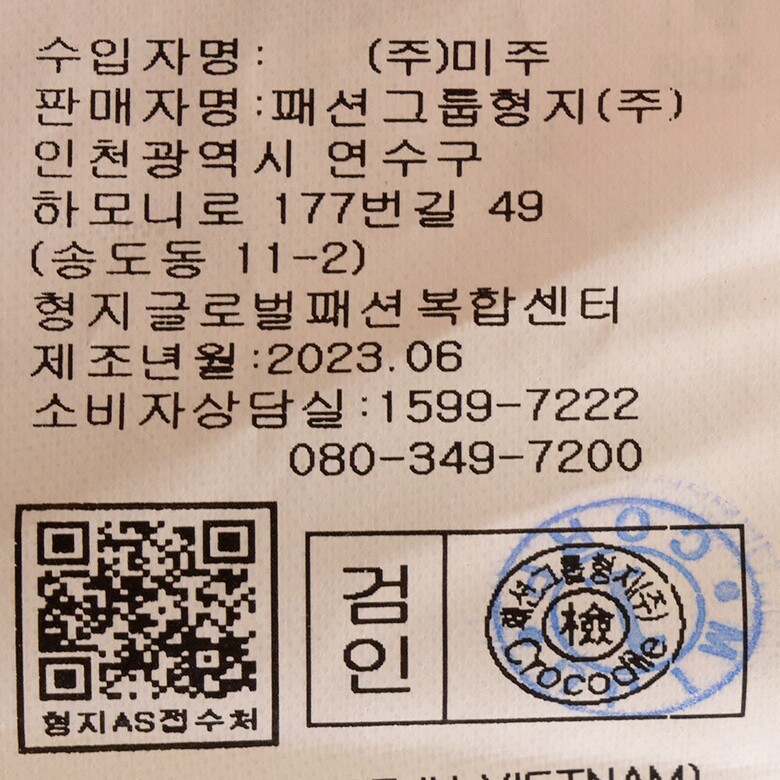 수입자명: (주)미주
판매자명:패션그룹형지(주)
인천광역시 연수구
하모니로 177번길 49
(송도동 11-2)
형지글로벌패션복합센터
제조년월:2023.06
소비자상담실:1599-7222
080-349-7200
형지AS접수처
검인
패션그룹형지(주)
檢
Crocodile
VIETNAM)